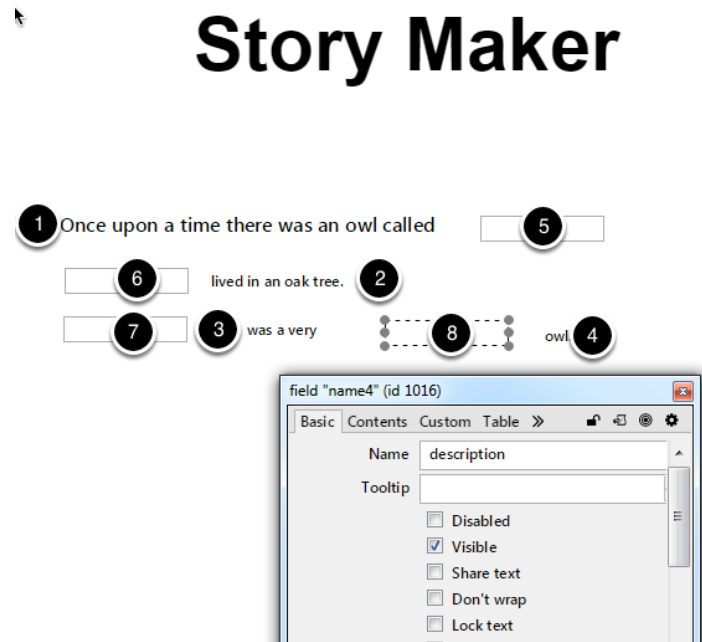 Story Maker
1 Once upon a time there was an owl called 5
6 lived in an oak tree. 2
7 3 was a very 8 owl. 4
field "name4" (id 1016)
Basic Contents Custom Table »
Name description
Tooltip
Disabled
Visible
Share text
Don't wrap
Lock text